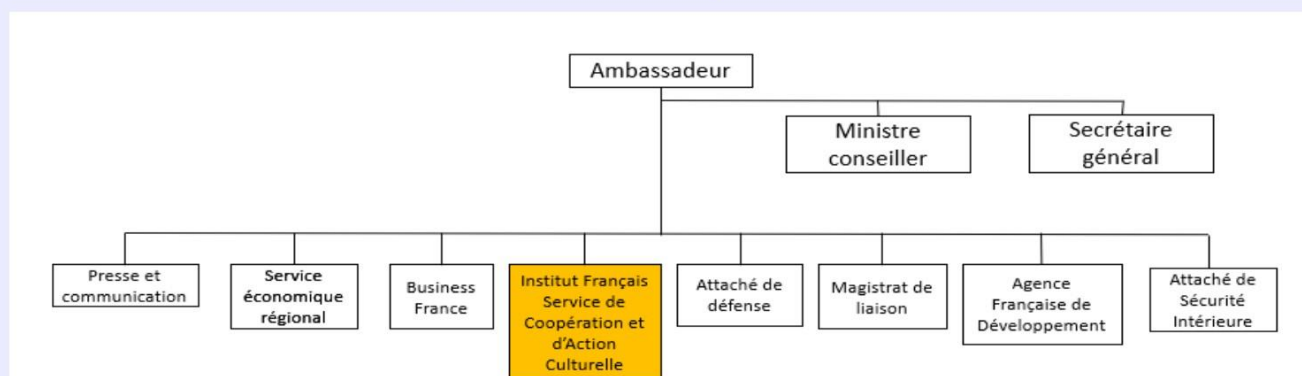 Ambassadeur
Ministre
conseiller
Secrétaire
général
Presse et
communication
Service
économique
régional
Business
France
Institut Français
Service de
Coopération et
d'Action
Culturelle
Attaché de
défense
Magistrat de
liaison
Agence
Française de
Développement
Attaché de
Sécurité
Intérieure